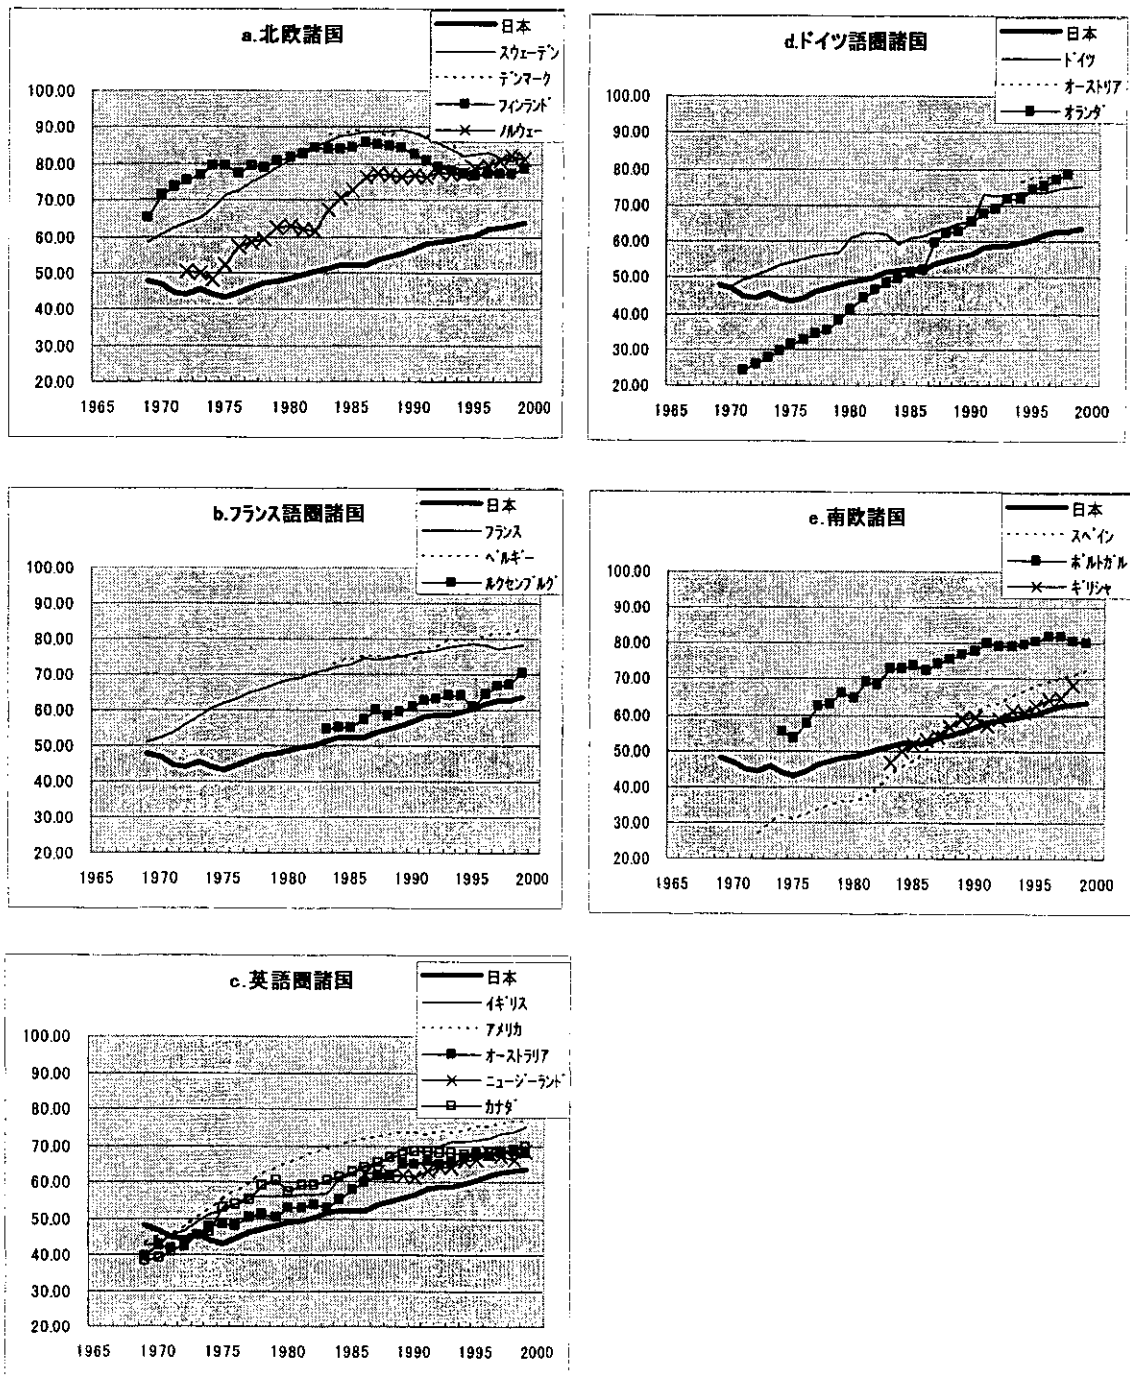 a.北欧諸国
日本
スウェーデン
デンマーク
フィンランド
ノルウェー
100.00
90.00
80.00
70.00
60.00
50.00
40.00
30.00
20.00
1965 1970 1975 1980 1985 1990 1995 2000
d.ドイツ語圏諸国
日本
ドイツ
オーストリア
オランダ
100.00
90.00
80.00
70.00
60.00
50.00
40.00
30.00
20.00
1965 1970 1975 1980 1985 1990 1995 2000
b.フランス語圏諸国
日本
フランス
ベルギー
ルクセンブルグ
100.00
90.00
80.00
70.00
60.00
50.00
40.00
30.00
20.00
1965 1970 1975 1980 1985 1990 1995 2000
e.南欧諸国
日本
スペイン
ポルトガル
ギリシャ
100.00
90.00
80.00
70.00
60.00
50.00
40.00
30.00
20.00
1965 1970 1975 1980 1985 1990 1995 2000
c.英語圏諸国
日本
イギリス
アメリカ
オーストラリア
ニュージーランド
カナダ
100.00
90.00
80.00
70.00
60.00
50.00
40.00
30.00
20.00
1965 1970 1975 1980 1985 1990 1995 2000